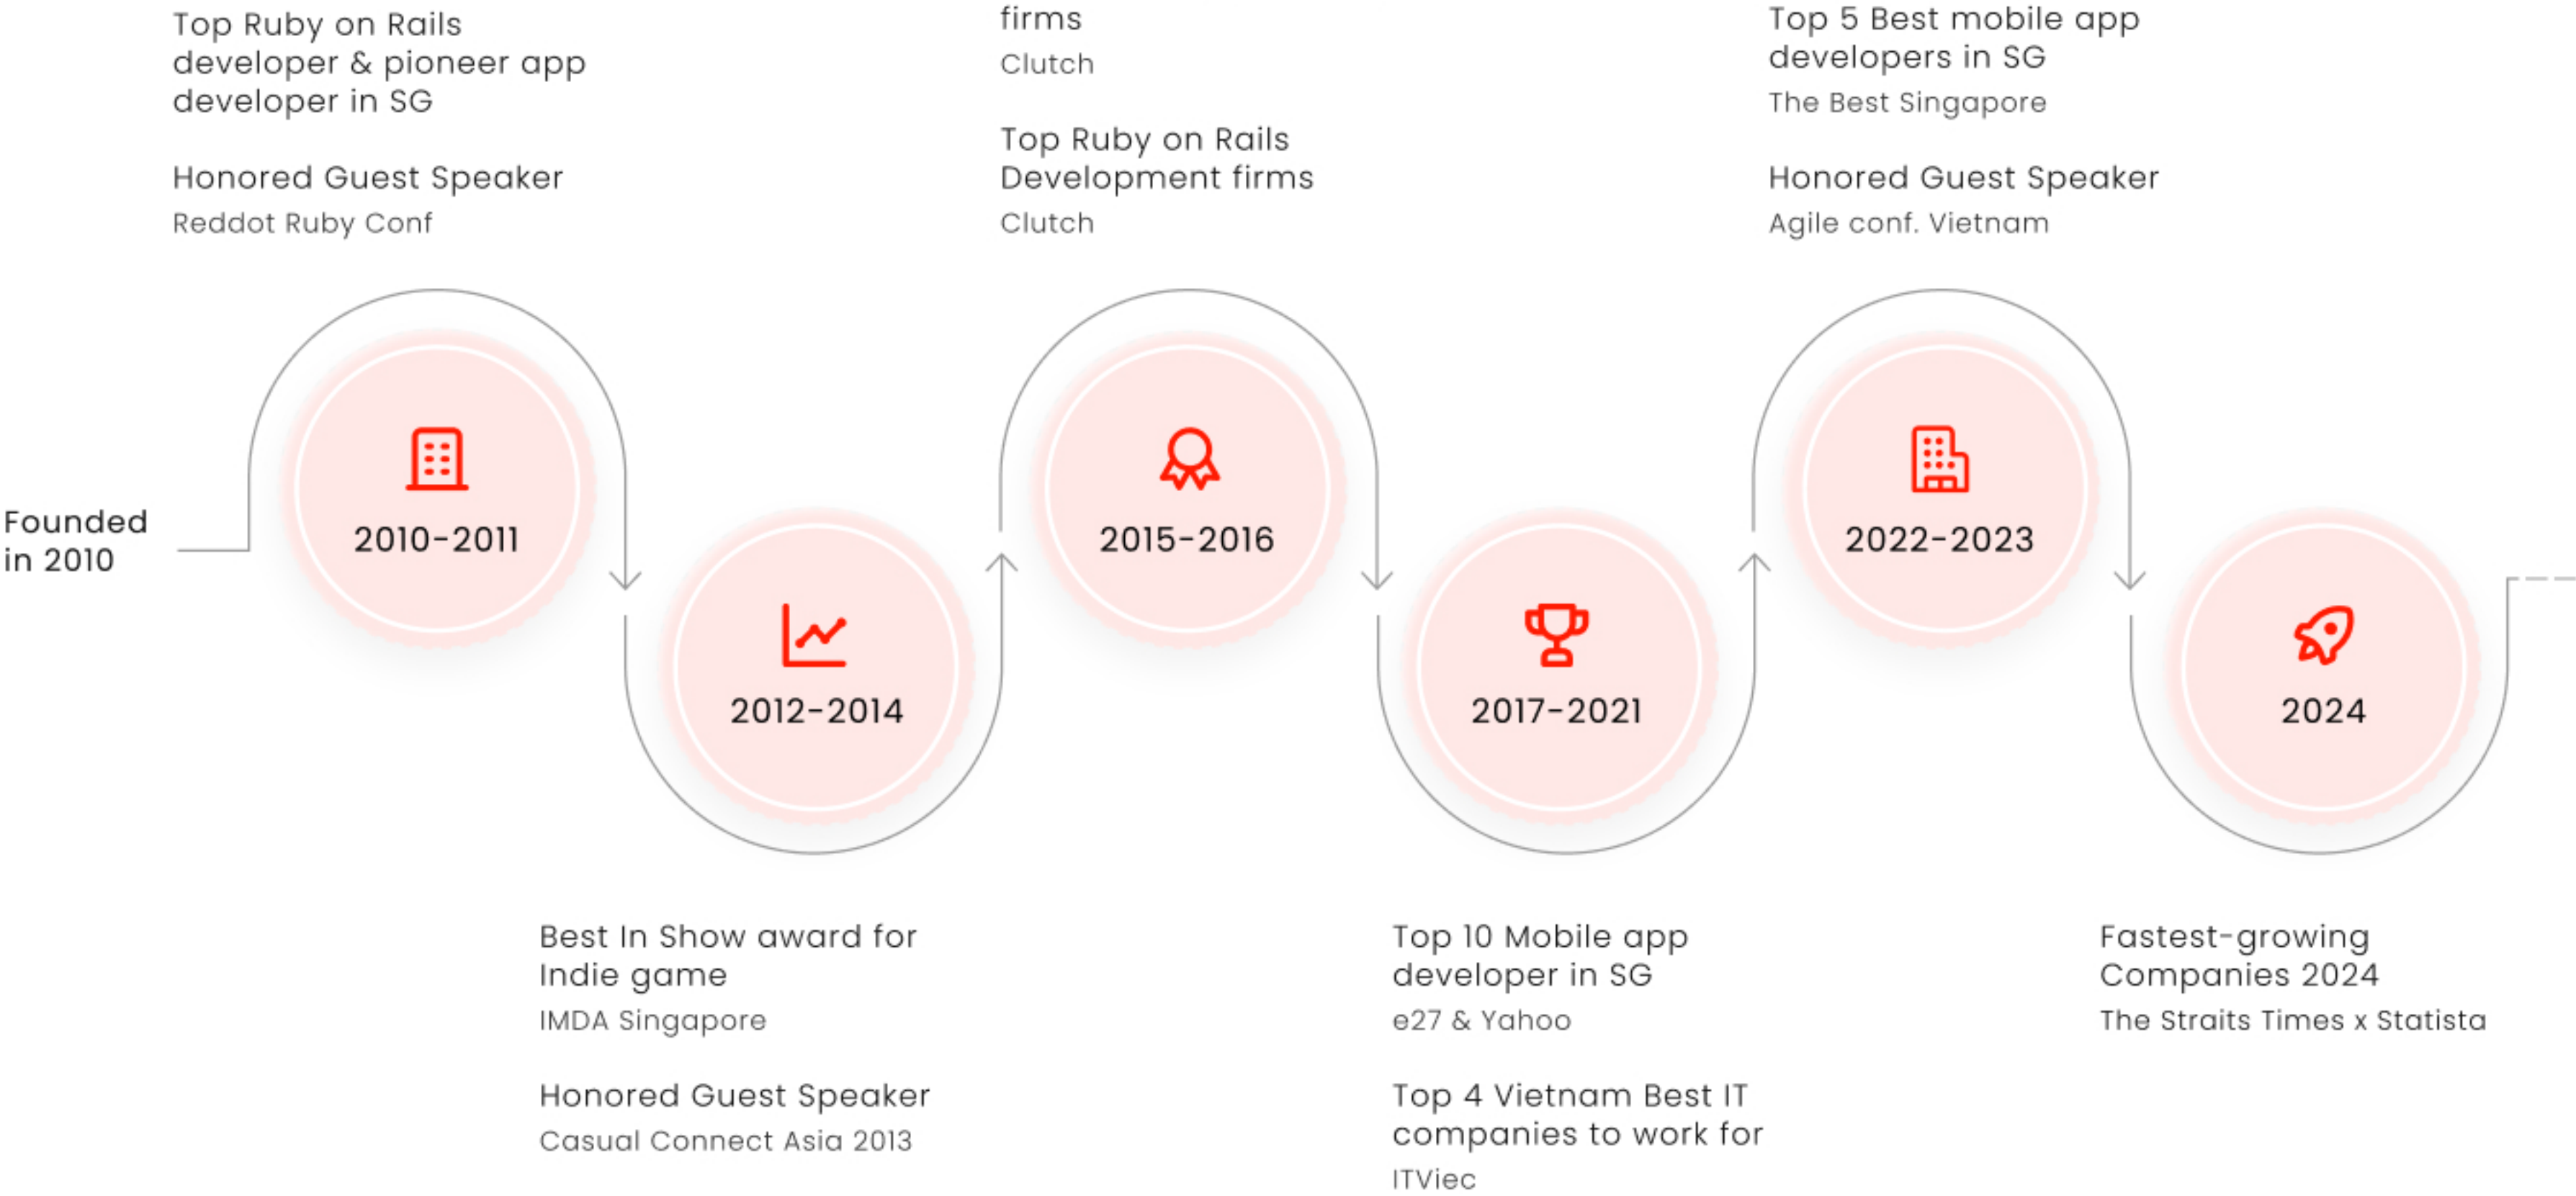 Top Ruby on Rails
developer & pioneer app
developer in SG
Honored Guest Speaker
Reddot Ruby Conf
firms
Clutch
Top Ruby on Rails
Development firms
Clutch
Top 5 Best mobile app
developers in SG
The Best Singapore
Honored Guest Speaker
Agile conf. Vietnam
Founded
in 2010
2010-2011
2012-2014
2015-2016
2017-2021
2022-2023
2024
Best In Show award for
Indie game
IMDA Singapore
Honored Guest Speaker
Casual Connect Asia 2013
Top 10 Mobile app
developer in SG
e27 & Yahoo
Top 4 Vietnam Best IT
companies to work for
ITViec
Fastest-growing
Companies 2024
The Straits Times x Statista